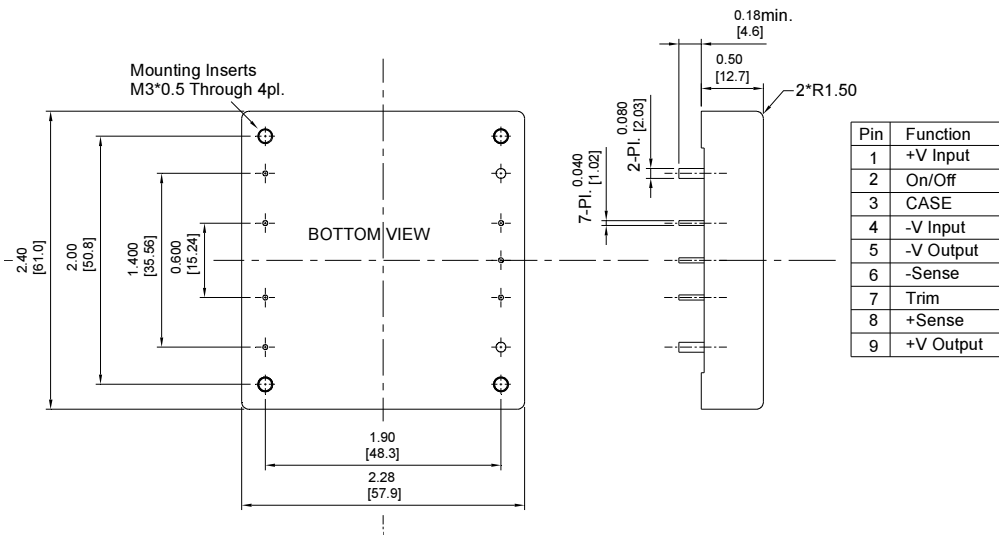 0.18min.
[4.6]
0.50
[12.7]
2*R1.50
Mounting Inserts
M3*0.5 Through 4pl.
2-Pl. 0.080
[2.03]
7-Pl. 0.040
[1.02]
BOTTOM VIEW
2.40
[61.0]
2.00
[50.8]
1.400
[35.56]
0.600
[15.24]
1.90
[48.3]
2.28
[57.9]
Pin Function
1 +V Input
2 On/Off
3 CASE
4 -V Input
5 -V Output
6 -Sense
7 Trim
8 +Sense
9 +V Output